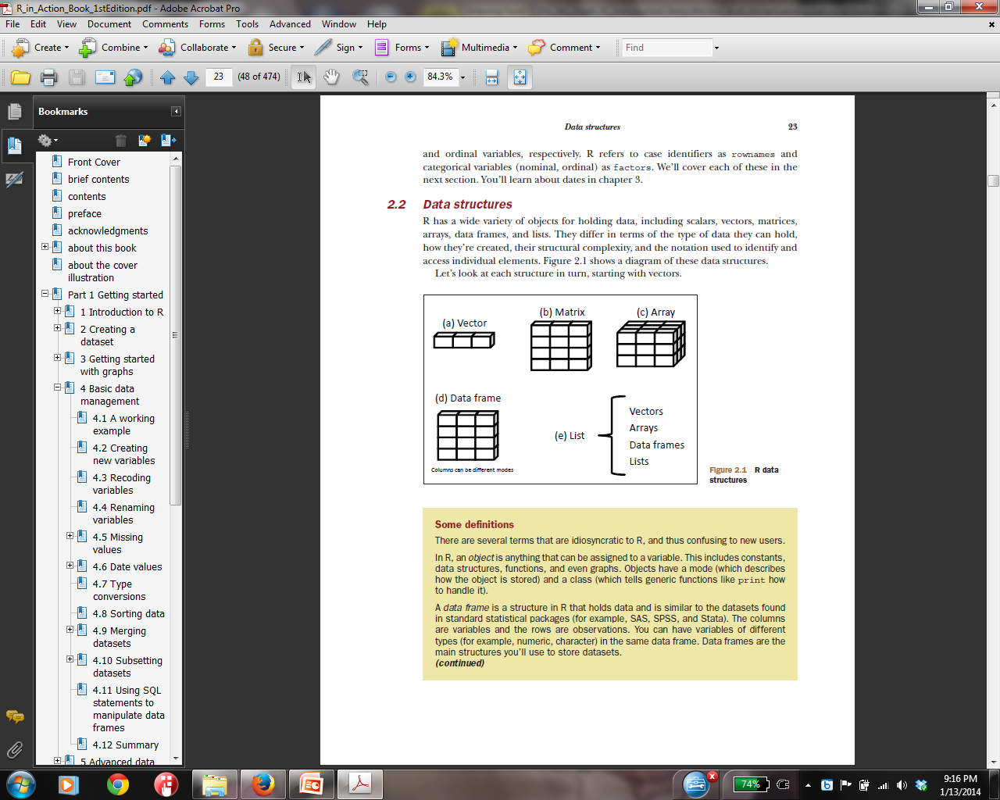 R_in_Action_Book_1stEdition.pdf - Adobe Acrobat Pro
File Edit View Document Comments Forms Tools Advanced Window Help
Create Combine Collaborate Secure Sign Forms Multimedia Comment Find
23 (48 of 474) 84.3%
Bookmarks
Front Cover
brief contents
contents
preface
acknowledgments
about this book
about the cover
illustration
Part 1 Getting started
1 Introduction to R
2 Creating a
dataset
3 Getting started
with graphs
4 Basic data
management
4.1 A working
example
4.2 Creating
new variables
4.3 Recoding
variables
4.4 Renaming
variables
4.5 Missing
values
4.6 Date values
4.7 Type
conversions
4.8 Sorting data
4.9 Merging
datasets
4.10 Subsetting
datasets
4.11 Using SQL
statements to
manipulate data
frames
4.12 Summary
5 Advanced data
Data structures 23
and ordinal variables, respectively. R refers to case identifiers as rownames and
categorical variables (nominal, ordinal) as factors. We'll cover each of these in the
next section. You'll learn about dates in chapter 3.
2.2 Data structures
R has a wide variety of objects for holding data, including scalars, vectors, matrices,
arrays, data frames, and lists. They differ in terms of the type of data they can hold,
how they're created, their structural complexity, and the notation used to identify and
access individual elements. Figure 2.1 shows a diagram of these data structures.
Let's look at each structure in turn, starting with vectors.
(a) Vector
(b) Matrix
(c) Array
(d) Data frame
Columns can be different modes
(e) List
Vectors
Arrays
Data frames
Lists
Figure 2.1 R data
structures
Some definitions
There are several terms that are idiosyncratic to R, and thus confusing to new users.
In R, an object is anything that can be assigned to a variable. This includes constants,
data structures, functions, and even graphs. Objects have a mode (which describes
how the object is stored) and a class (which tells generic functions like print how
to handle it).
A data frame is a structure in R that holds data and is similar to the datasets found
in standard statistical packages (for example, SAS, SPSS, and Stata). The columns
are variables and the rows are observations. You can have variables of different
types (for example, numeric, character) in the same data frame. Data frames are the
main structures you'll use to store datasets.
(continued)
74%
9:16 PM
1/13/2014